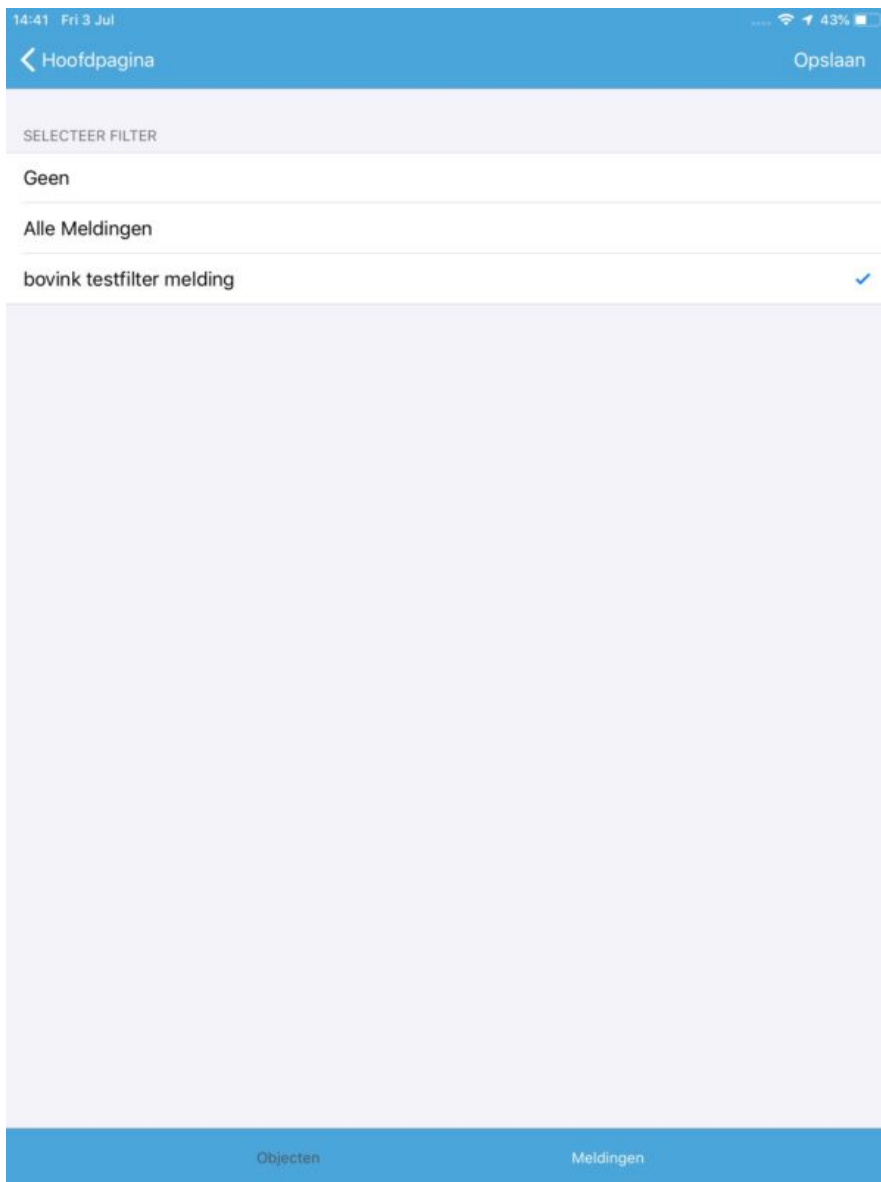 14:41 Fri 3 Jul 43%
Hoofdpagina Opslaan
SELECTEER FILTER
Geen
Alle Meldingen
bovink testfilter melding
Objecten Meldingen